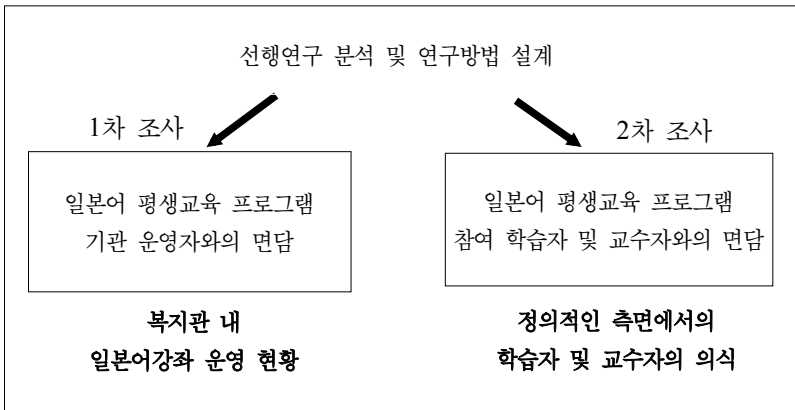 선행연구 분석 및 연구방법 설계
1차 조사
일본어 평생교육 프로그램
기관 운영자와의 면담
복지관 내
일본어강좌 운영 현황
2차 조사
일본어 평생교육 프로그램
참여 학습자 및 교수자와의 면담
정의적인 측면에서의
학습자 및 교수자의 의식